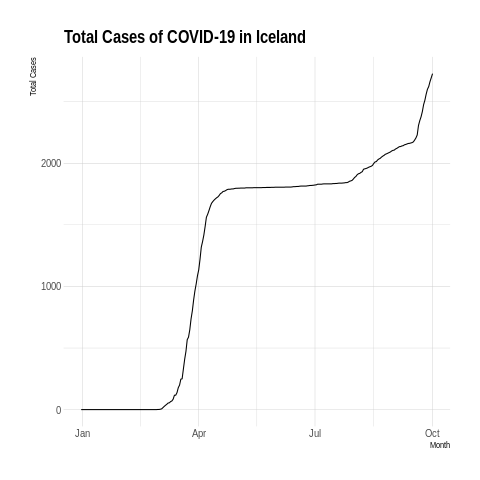 Total Cases of COVID-19 in Iceland
Total Cases
2000
1000
0
Jan
Apr
Jul
Oct
Month